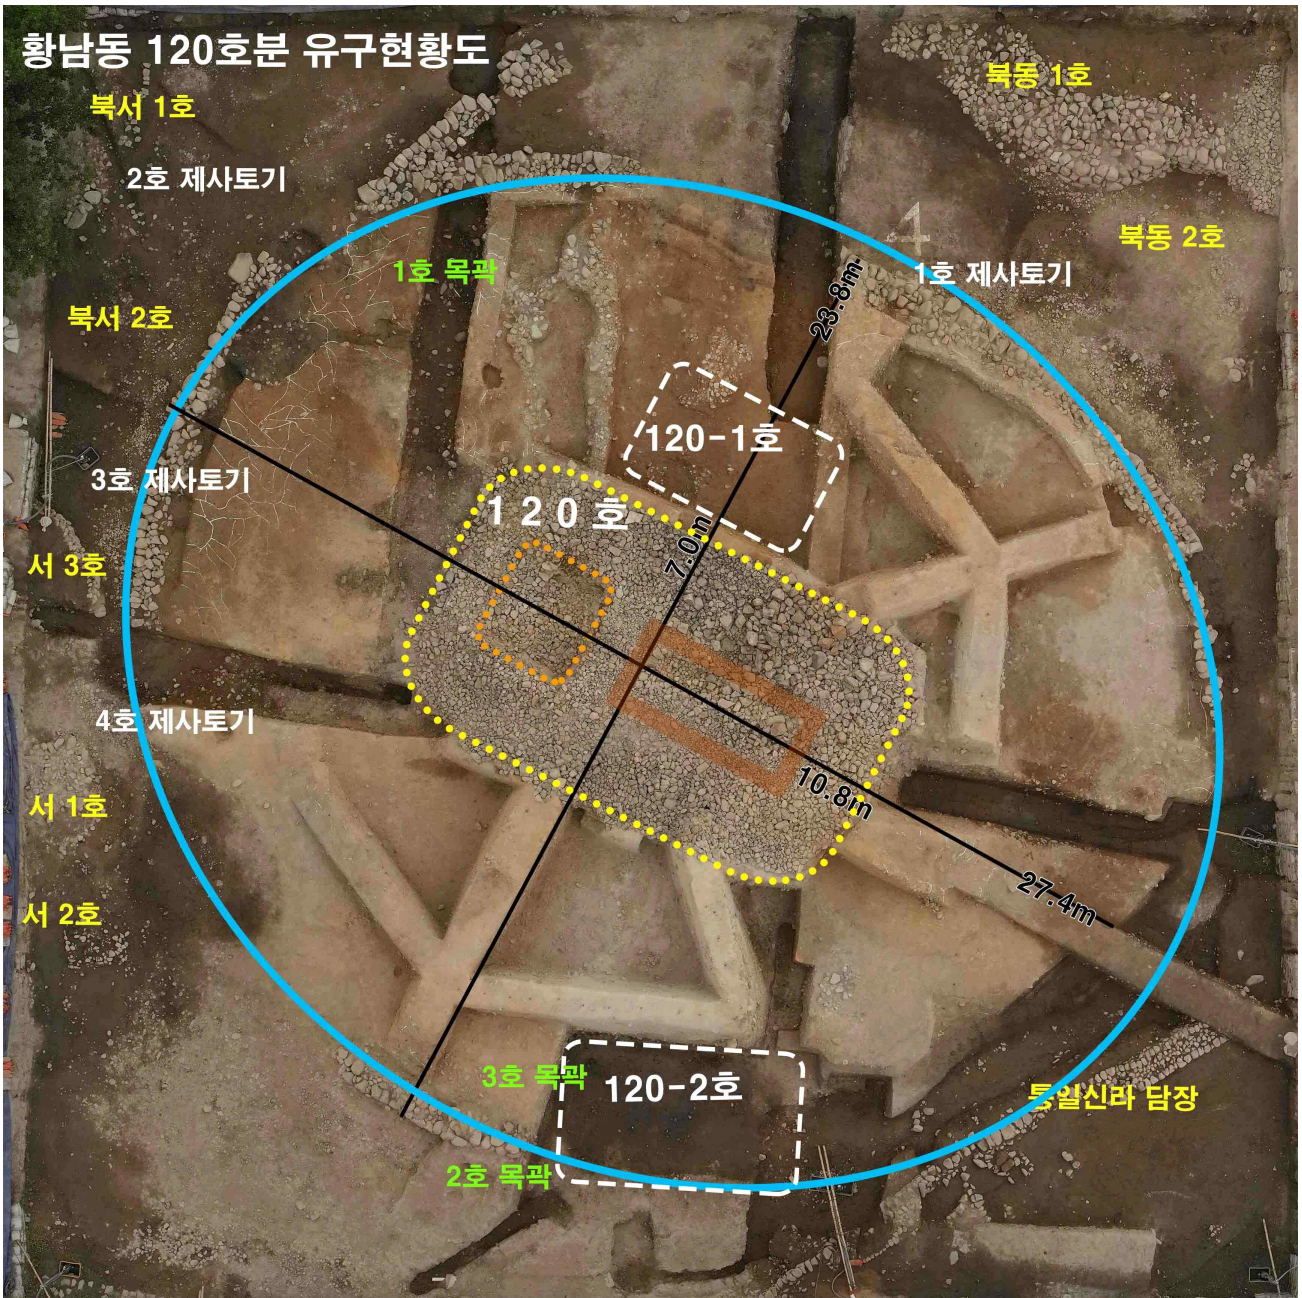 황남동 120호분 유구현황도
북동 1호
북서 1호
2호 제사토기
북동 2호
1호 목곽
1호 제사토기
23.8m
북서 2호
120-1호
3호 제사토기
120호
7.0m
서 3호
4호 제사토기
10.8m
서 1호
27.4m
서 2호
3호 목곽
120-2호
통일신라 담장
2호 목곽